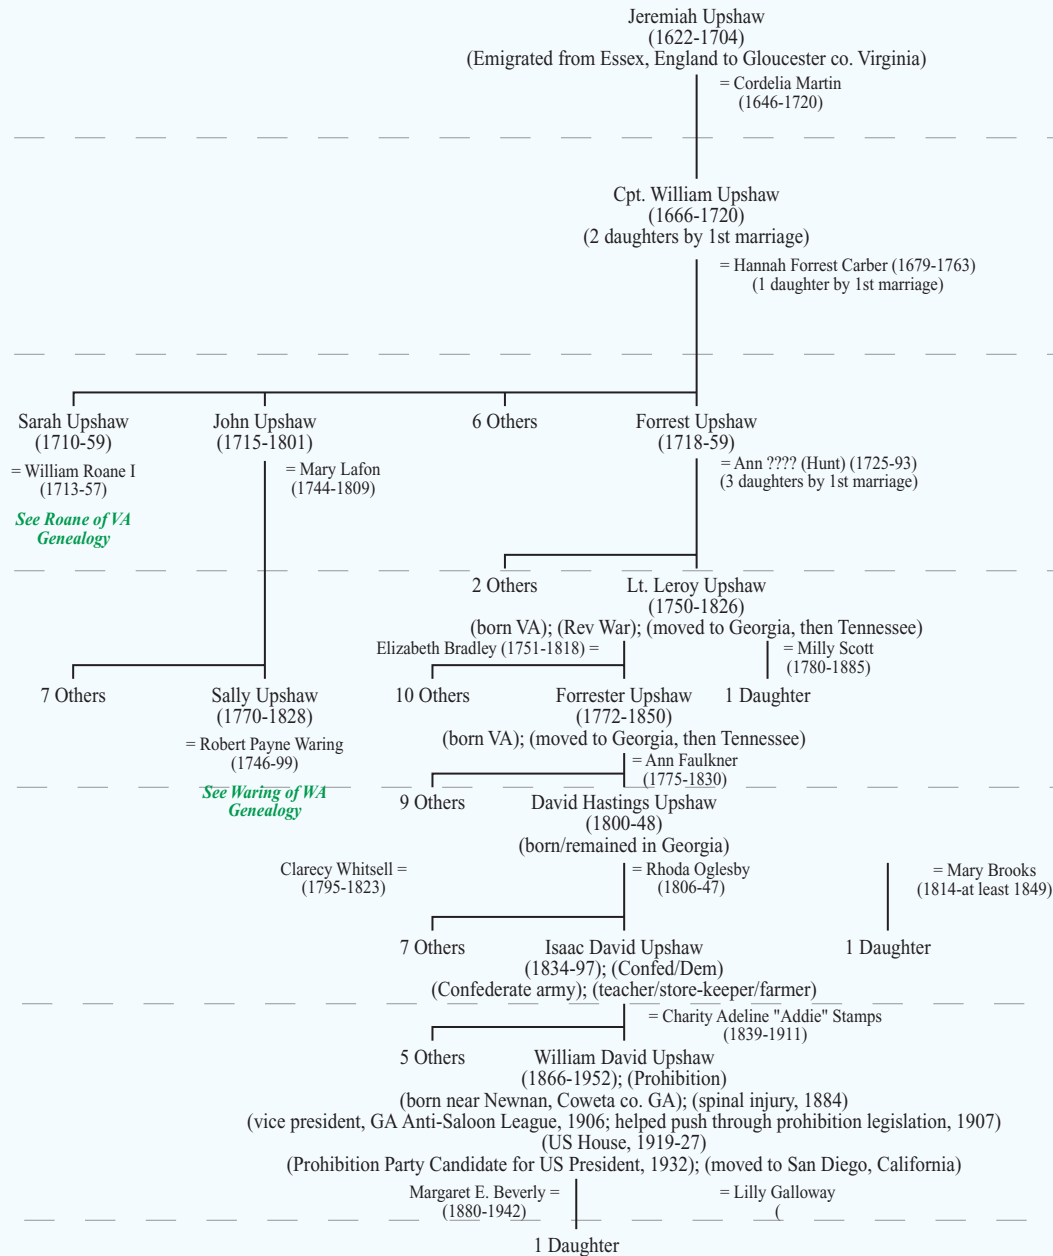 Jeremiah Upshaw
(1622-1704)
(Emigrated from Essex, England to Gloucester co. Virginia)
= Cordelia Martin
(1646-1720)
Cpt. William Upshaw
(1666-1720)
(2 daughters by 1st marriage)
= Hannah Forrest Carber (1679-1763)
(1 daughter by 1st marriage)
Sarah Upshaw
(1710-59)
= William Roane I
(1713-57)
See Roane of VA
Genealogy
John Upshaw
(1715-1801)
= Mary Lafon
(1744-1809)
6 Others
Forrest Upshaw
(1718-59)
= Ann ???? (Hunt) (1725-93)
(3 daughters by 1st marriage)
2 Others
Lt. Leroy Upshaw
(1750-1826)
(born VA); (Rev War); (moved to Georgia, then Tennessee)
Elizabeth Bradley (1751-1818) =
= Milly Scott
(1780-1885)
7 Others
Sally Upshaw
(1770-1828)
= Robert Payne Waring
(1746-99)
See Waring of WA
Genealogy
10 Others
Forrester Upshaw
(1772-1850)
(born VA); (moved to Georgia, then Tennessee)
1 Daughter
= Ann Faulkner
(1775-1830)
9 Others
David Hastings Upshaw
(1800-48)
(born/remained in Georgia)
Clarecy Whitsell =
(1795-1823)
= Rhoda Oglesby
(1806-47)
= Mary Brooks
(1814-at least 1849)
7 Others
Isaac David Upshaw
(1834-97); (Confed/Dem)
(Confederate army); (teacher/store-keeper/farmer)
1 Daughter
= Charity Adeline "Addie" Stamps
(1839-1911)
5 Others
William David Upshaw
(1866-1952); (Prohibition)
(born near Newnan, Coweta co. GA); (spinal injury, 1884)
(vice president, GA Anti-Saloon League, 1906; helped push through prohibition legislation, 1907)
(US House, 1919-27)
(Prohibition Party Candidate for US President, 1932); (moved to San Diego, California)
Margaret E. Beverly =
(1880-1942)
= Lilly Galloway
(
1 Daughter